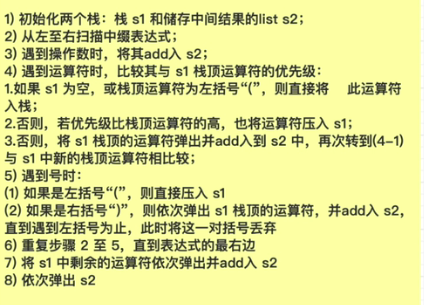 1) 初始化两个栈：栈 s1 和储存中间结果的list s2；
2) 从左至右扫描中缀表达式；
3) 遇到操作数时，将其add入 s2；
4) 遇到运算符时，比较其与 s1 栈顶运算符的优先级：
1.如果 s1 为空，或栈顶运算符为左括号“(”，则直接将 此运算符
入栈；
2.否则，若优先级比栈顶运算符的高，也将运算符压入 s1；
3.否则，将 s1 栈顶的运算符弹出并add入到 s2 中，再次转到(4-1)
与 s1 中新的栈顶运算符相比较；
5) 遇到号时：
(1) 如果是左括号“(”，则直接压入 s1
(2) 如果是右括号“)”，则依次弹出 s1 栈顶的运算符，并add入 s2，
直到遇到左括号为止，此时将这一对括号丢弃
6) 重复步骤 2 至 5，直到表达式的最右边
7) 将 s1 中剩余的运算符依次弹出并add入 s2
8) 依次弹出 s2